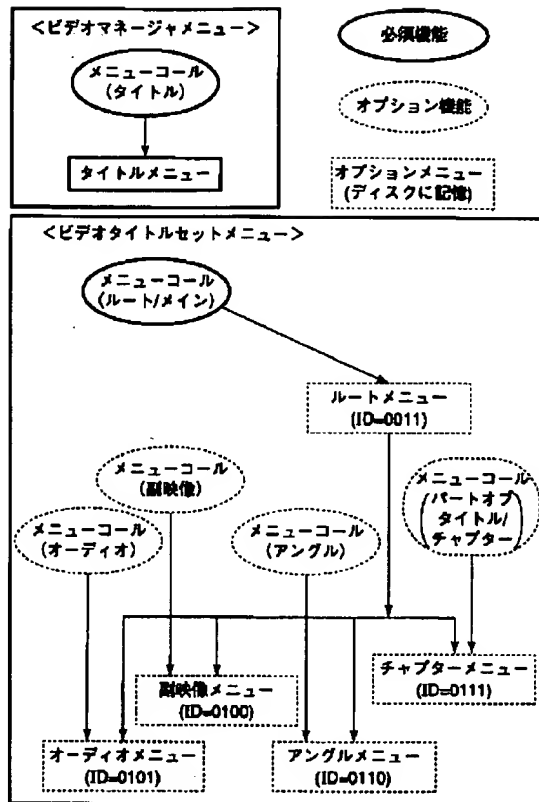 ＜ビデオマネージャメニュー＞
メニューコール
(タイトル)
タイトルメニュー
必須機能
オプション機能
オプションメニュー
(ディスクに記憶)
＜ビデオタイトルセットメニュー＞
メニューコール
(ルート/メイン)
ルートメニュー
(ID=0011)
メニューコール
(副映像)
メニューコール
(オーディオ)
メニューコール
(アングル)
メニューコール
(パートオブ
タイトル/
チャプター)
副映像メニュー
(ID=0100)
チャプターメニュー
(ID=0111)
オーディオメニュー
(ID=0101)
アングルメニュー
(ID=0110)